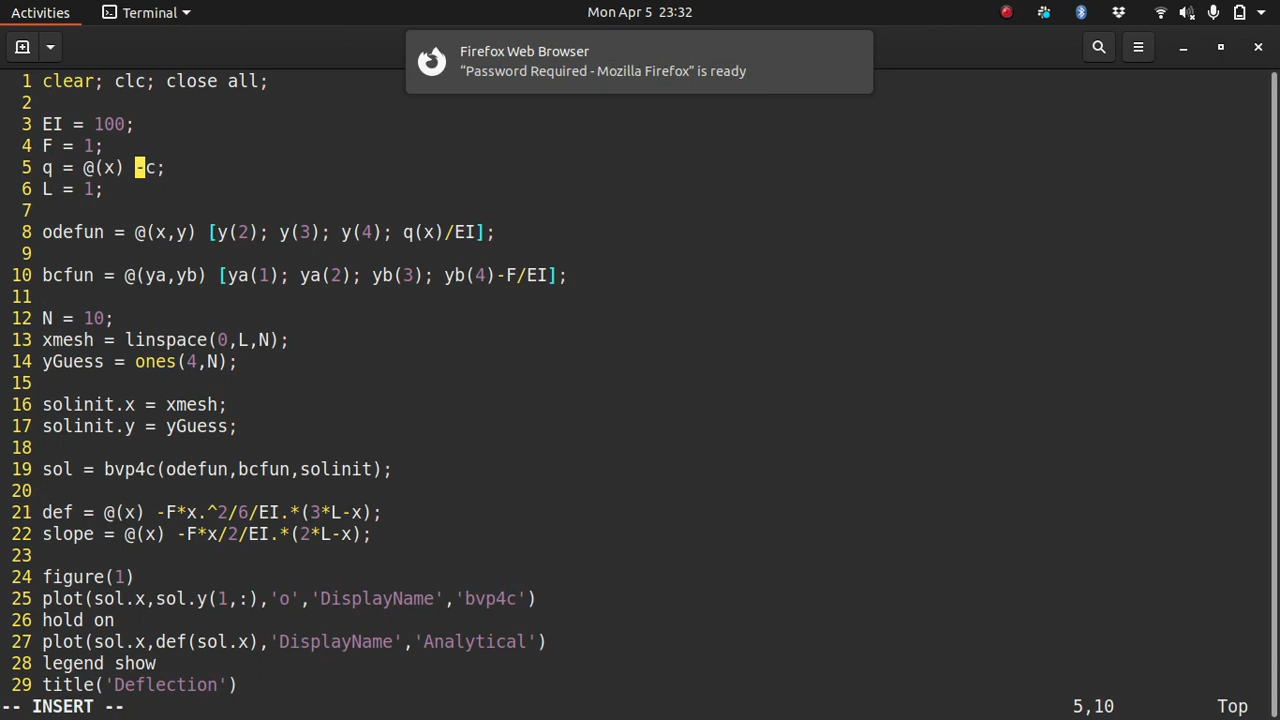 Activities
Terminal
Mon Apr 5 23:32
Firefox Web Browser
“Password Required - Mozilla Firefox” is ready
1 clear; clc; close all;
2
3 EI = 100;
4 F = 1;
5 q = @(x) -c;
6 L = 1;
7
8 odefun = @(x,y) [y(2); y(3); y(4); q(x)/EI];
9
10 bcfun = @(ya,yb) [ya(1); ya(2); yb(3); yb(4)-F/EI];
11
12 N = 10;
13 xmesh = linspace(0,L,N);
14 yGuess = ones(4,N);
15
16 solinit.x = xmesh;
17 solinit.y = yGuess;
18
19 sol = bvp4c(odefun,bcfun,solinit);
20
21 def = @(x) -F*x.^2/6/EI.*(3*L-x);
22 slope = @(x) -F*x/2/EI.*(2*L-x);
23
24 figure(1)
25 plot(sol.x,sol.y(1,:),'o','DisplayName','bvp4c')
26 hold on
27 plot(sol.x,def(sol.x),'DisplayName','Analytical')
28 legend show
29 title('Deflection')
-- INSERT --
5,10
Top